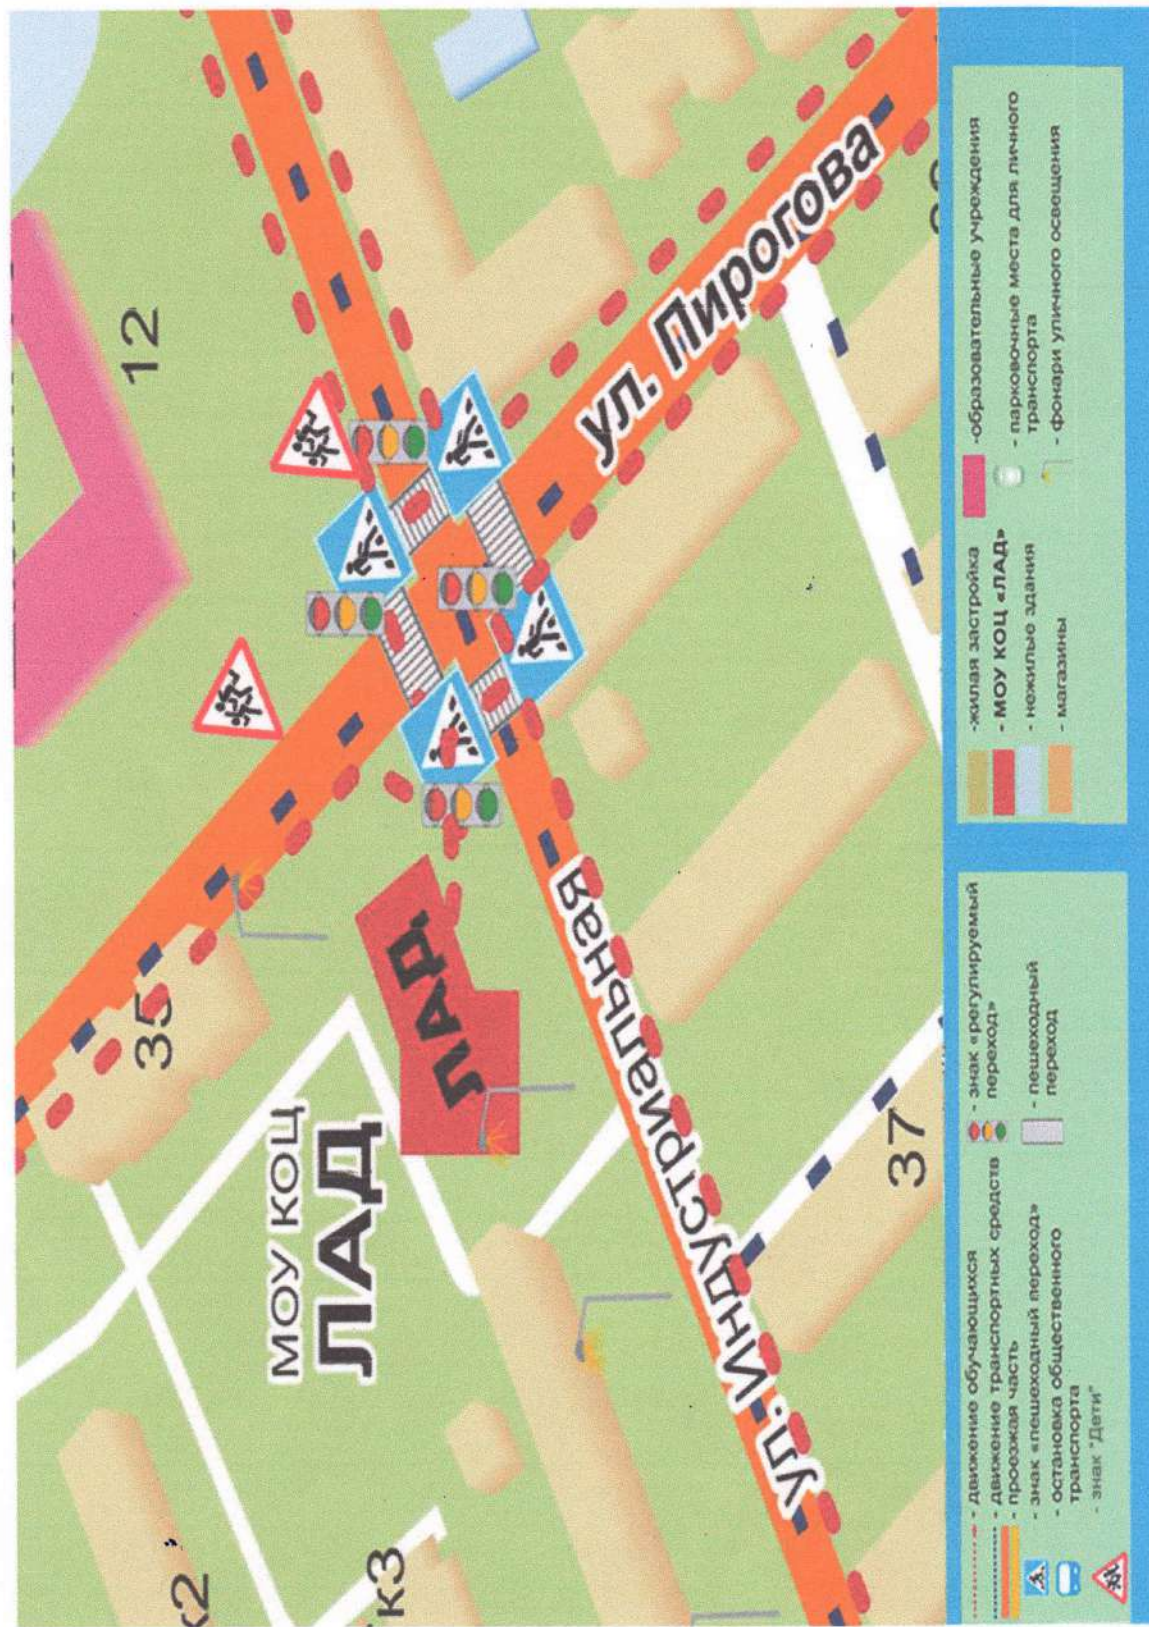 12
35
МОУ КОЦ
ЛАД
ЛАД.
ул. Пирогова
ул. Индустриальная
37
к2
к3
- движение обучающихся
- движение транспортных средств
- проезжая часть
- знак «пешеходный переход»
- остановка общественного
транспорта
- знак "Дети"
- знак «регулируемый
переход»
- пешеходный
переход
-жилая застройка
- МОУ КОЦ «ЛАД»
- нежилые здания
- магазины
-образовательные учреждения
- парковочные места для личного
транспорта
- фонари уличного освещения